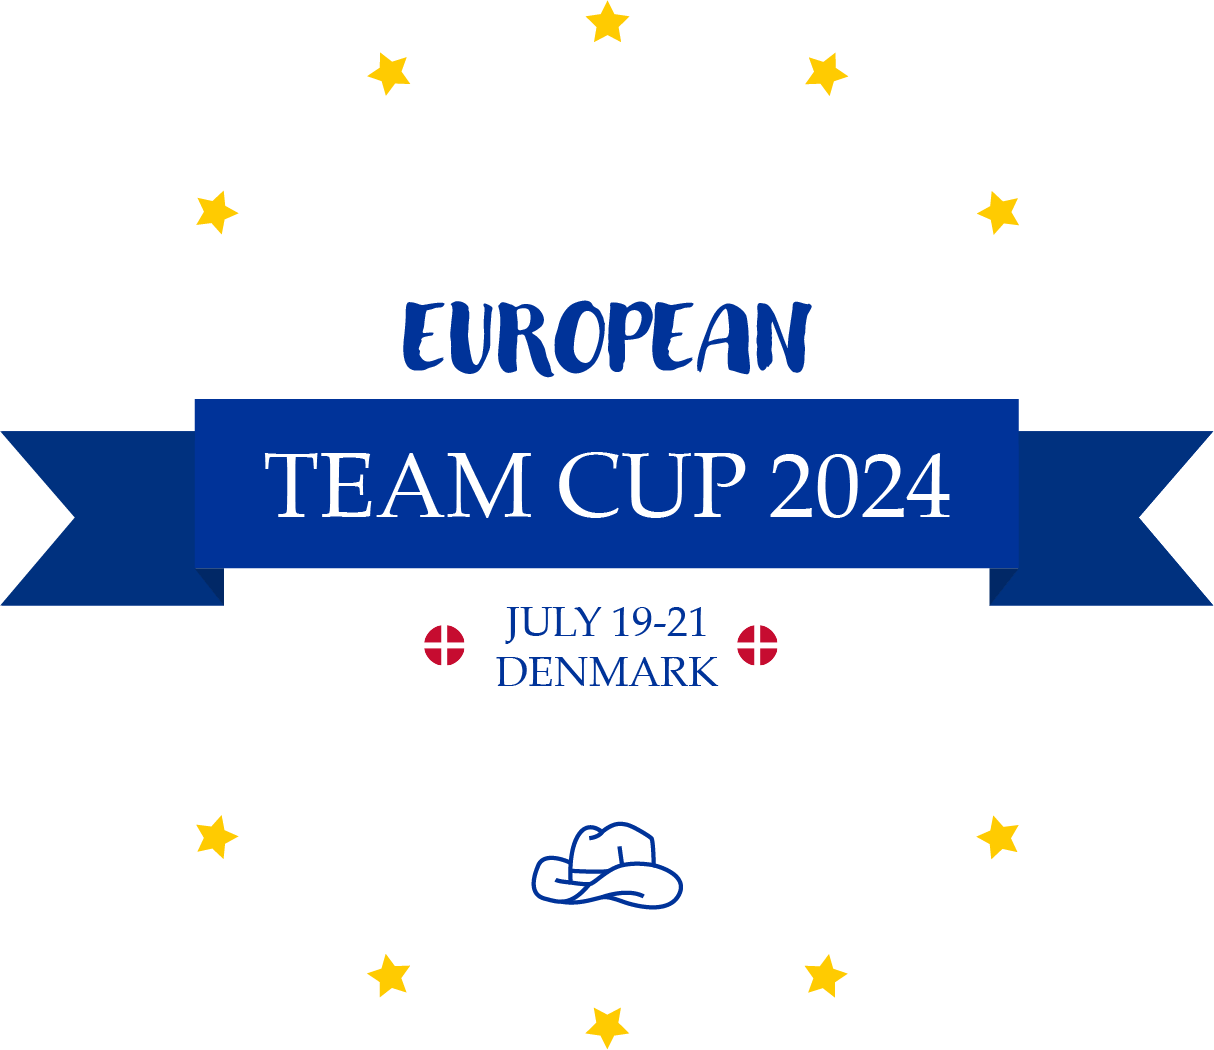 EUROPEAN
TEAM CUP 2024
JULY 19-21
DENMARK